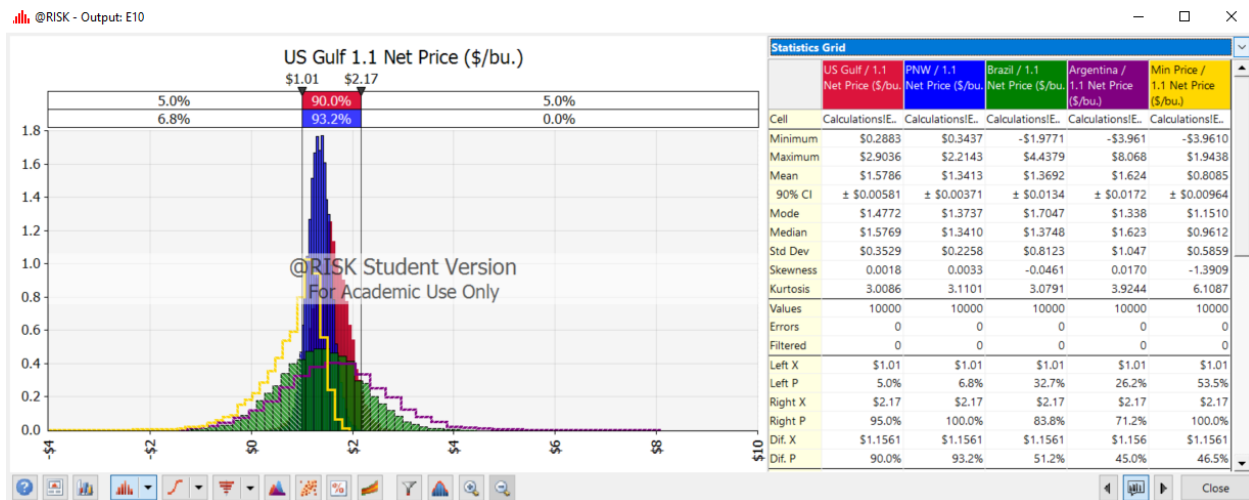 @RISK - Output: E10
US Gulf 1.1 Net Price ($/bu.)
$1.01 $2.17
5.0% 90.0% 5.0%
6.8% 93.2% 0.0%
1.8
1.6
1.4
1.2
1.0
0.8
0.6
0.4
0.2
0.0
@RISK Student Version
For Academic Use Only
-$4 -$2 $0 $2 $4 $6 $8 $10
Statistics Grid
US Gulf / 1.1 Net Price ($/bu. PNW / 1.1 Net Price ($/bu. Brazil / 1.1 Net Price ($/bu. Argentina / 1.1 Net Price ($/bu.) Min Price / 1.1 Net Price ($/bu.)
Cell Calculations!E.. Calculations!E.. Calculations!E.. Calculations!E.. Calculations!E..
Minimum $0.2883 $0.3437 -$1.9771 -$3.961 -$3.9610
Maximum $2.9036 $2.2143 $4.4379 $8.068 $1.9438
Mean $1.5786 $1.3413 $1.3692 $1.624 $0.8085
90% CI ± $0.00581 ± $0.00371 ± $0.0134 ± $0.0172 ± $0.00964
Mode $1.4772 $1.3737 $1.7047 $1.338 $1.1510
Median $1.5769 $1.3410 $1.3748 $1.623 $0.9612
Std Dev $0.3529 $0.2258 $0.8123 $1.047 $0.5859
Skewness 0.0018 0.0033 -0.0461 0.0170 -1.3909
Kurtosis 3.0086 3.1101 3.0791 3.9244 6.1087
Values 10000 10000 10000 10000 10000
Errors 0 0 0 0 0
Filtered 0 0 0 0 0
Left X $1.01 $1.01 $1.01 $1.01 $1.01
Left P 5.0% 6.8% 32.7% 26.2% 53.5%
Right X $2.17 $2.17 $2.17 $2.17 $2.17
Right P 95.0% 100.0% 83.8% 71.2% 100.0%
Dif. X $1.1561 $1.1561 $1.1561 $1.156 $1.1561
Dif. P 90.0% 93.2% 51.2% 45.0% 46.5%
Close